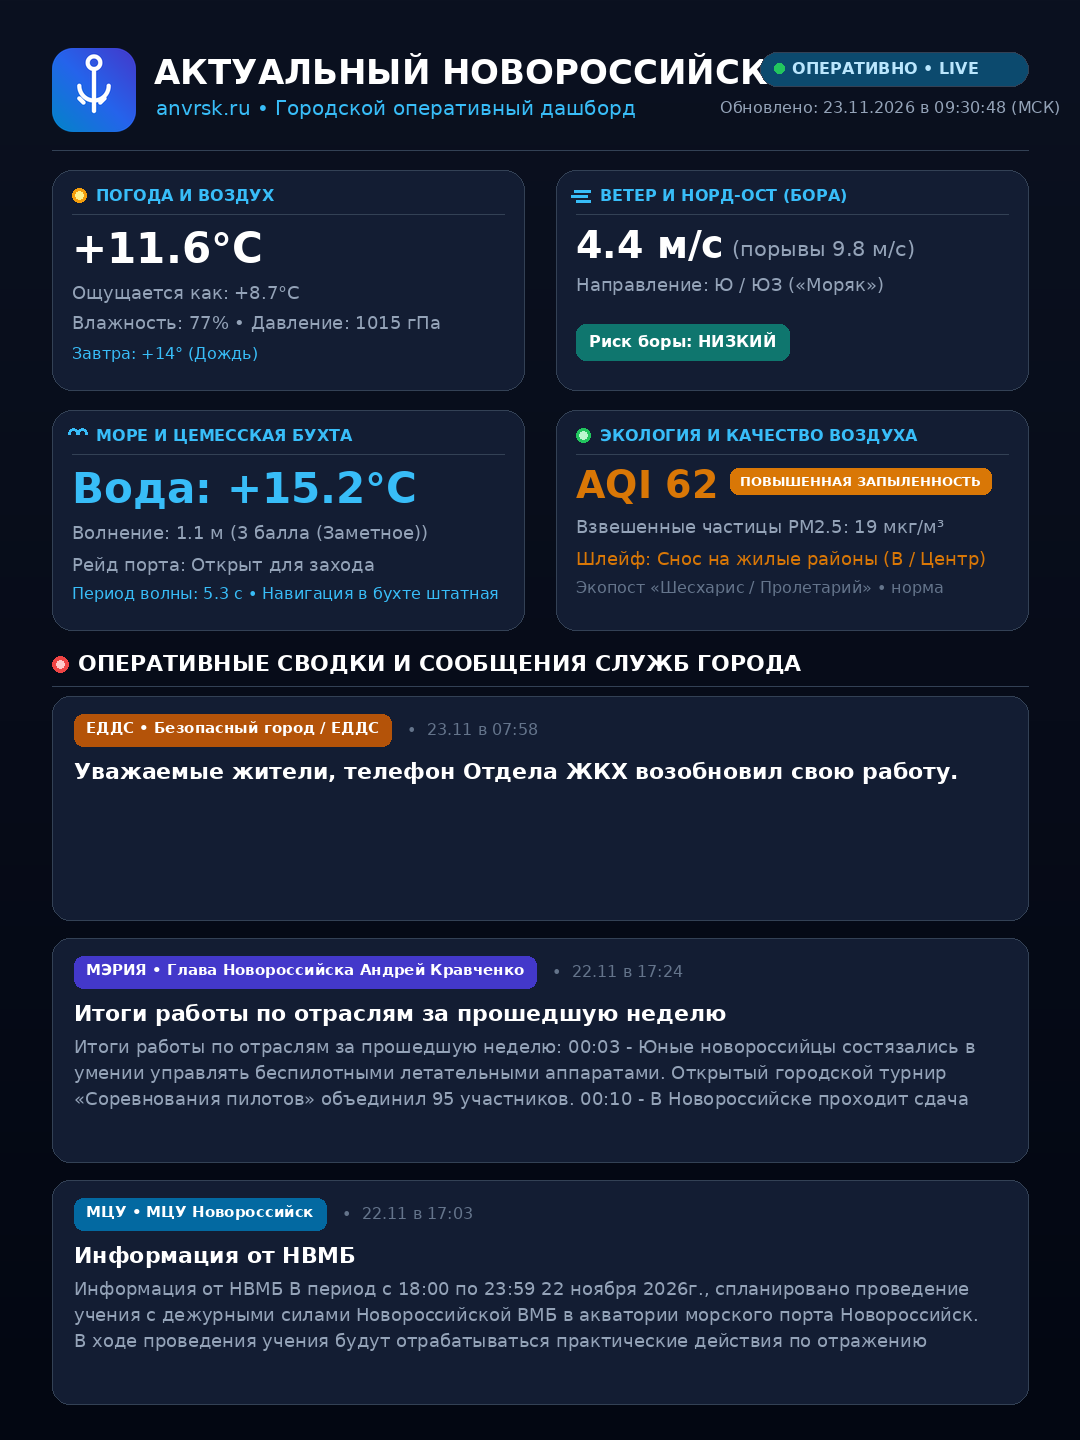 АКТУАЛЬНЫЙ НОВОРОССИЙСК
ОПЕРАТИВНО • LIVE
anvrsk.ru • Городской оперативный дашборд
Обновлено: 23.11.2026 в 09:30:48 (МСК)
ПОГОДА И ВОЗДУХ
+11.6°C
Ощущается как: +8.7°C
Влажность: 77% • Давление: 1015 гПа
Завтра: +14° (Дождь)
ВЕТЕР И НОРД-ОСТ (БОРА)
4.4 м/с (порывы 9.8 м/с)
Направление: Ю / ЮЗ («Моряк»)
Риск боры: НИЗКИЙ
МОРЕ И ЦЕМЕССКАЯ БУХТА
Вода: +15.2°C
Волнение: 1.1 м (3 балла (Заметное))
Рейд порта: Открыт для захода
Период волны: 5.3 с • Навигация в бухте штатная
ЭКОЛОГИЯ И КАЧЕСТВО ВОЗДУХА
AQI 62 ПОВЫШЕННАЯ ЗАПЫЛЕННОСТЬ
Взвешенные частицы PM2.5: 19 мкг/м³
Шлейф: Снос на жилые районы (В / Центр)
Экопост «Шесхарис / Пролетарий» • норма
ОПЕРАТИВНЫЕ СВОДКИ И СООБЩЕНИЯ СЛУЖБ ГОРОДА
ЕДДС • Безопасный город / ЕДДС • 23.11 в 07:58
Уважаемые жители, телефон Отдела ЖКХ возобновил свою работу.
МЭРИЯ • Глава Новороссийска Андрей Кравченко • 22.11 в 17:24
Итоги работы по отраслям за прошедшую неделю
Итоги работы по отраслям за прошедшую неделю: 00:03 - Юные новороссийцы состязались в
умении управлять беспилотными летательными аппаратами. Открытый городской турнир
«Соревнования пилотов» объединил 95 участников. 00:10 - В Новороссийске проходит сдача
МЦУ • МЦУ Новороссийск • 22.11 в 17:03
Информация от НВМБ
Информация от НВМБ В период с 18:00 по 23:59 22 ноября 2026г., спланировано проведение
учения с дежурными силами Новороссийской ВМБ в акватории морского порта Новороссийск.
В ходе проведения учения будут отрабатываться практические действия по отражению